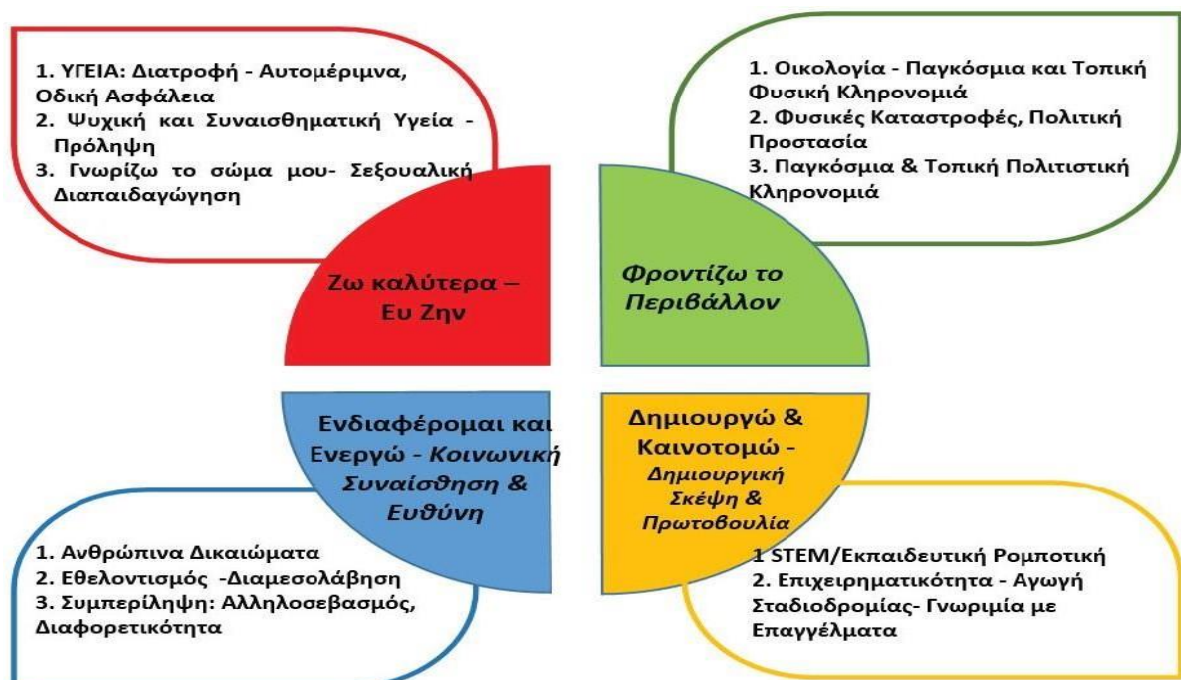 1. ΥΓΕΙΑ: Διατροφή - Αυτομέριμνα,
Οδική Ασφάλεια
2. Ψυχική και Συναισθηματική Υγεία -
Πρόληψη
3. Γνωρίζω το σώμα μου- Σεξουαλική
Διαπαιδαγώγηση
1. Οικολογία - Παγκόσμια και Τοπική
Φυσική Κληρονομιά
2. Φυσικές Καταστροφές, Πολιτική
Προστασία
3. Παγκόσμια & Τοπική Πολιτιστική
Κληρονομιά
Ζω καλύτερα –
Ευ Ζην
Φροντίζω το
Περιβάλλον
Ενδιαφέρομαι και
Ενεργώ - Κοινωνική
Συναίσθηση &
Ευθύνη
Δημιουργώ &
Καινοτομώ -
Δημιουργική
Σκέψη &
Πρωτοβουλία
1. Ανθρώπινα Δικαιώματα
2. Εθελοντισμός -Διαμεσολάβηση
3. Συμπερίληψη: Αλληλοσεβασμός,
Διαφορετικότητα
1 STEM/Εκπαιδευτική Ρομποτική
2. Επιχειρηματικότητα - Αγωγή
Σταδιοδρομίας- Γνωριμία με
Επαγγέλματα